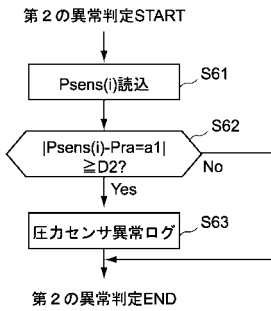 第２の異常判定START
Psens(i)読込
S61
|Psens(i)-Pra=a1|
≧D2?
S62
No
Yes
圧力センサ異常ログ
S63
第２の異常判定END